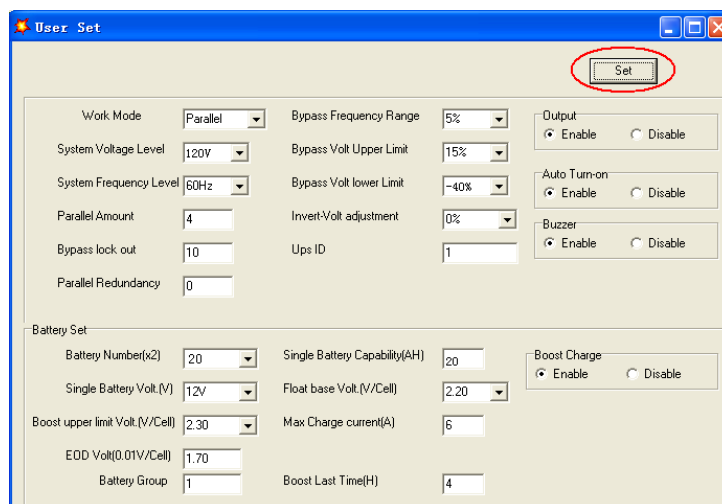 User Set
Set
Work Mode Parallel Bypass Frequency Range 5% Output
Enable Disable
System Voltage Level 120V Bypass Volt Upper Limit 15%
Auto Turn-on
System Frequency Level 60Hz Bypass Volt lower Limit -40% Enable Disable
Parallel Amount 4 Invert-Volt adjustment 0%
Buzzer
Bypass lock out 10 Ups ID 1 Enable Disable
Parallel Redundancy 0
Battery Set
Battery Number(x2) 20 Single Battery Capability(AH) 20 Boost Charge
Enable Disable
Single Battery Volt.(V) 12V Float base Volt.(V/Cell) 2.20
Boost upper limit Volt.(V/Cell) 2.30 Max Charge current(A) 6
EOD Volt(0.01V/Cell) 1.70
Battery Group 1 Boost Last Time(H) 4